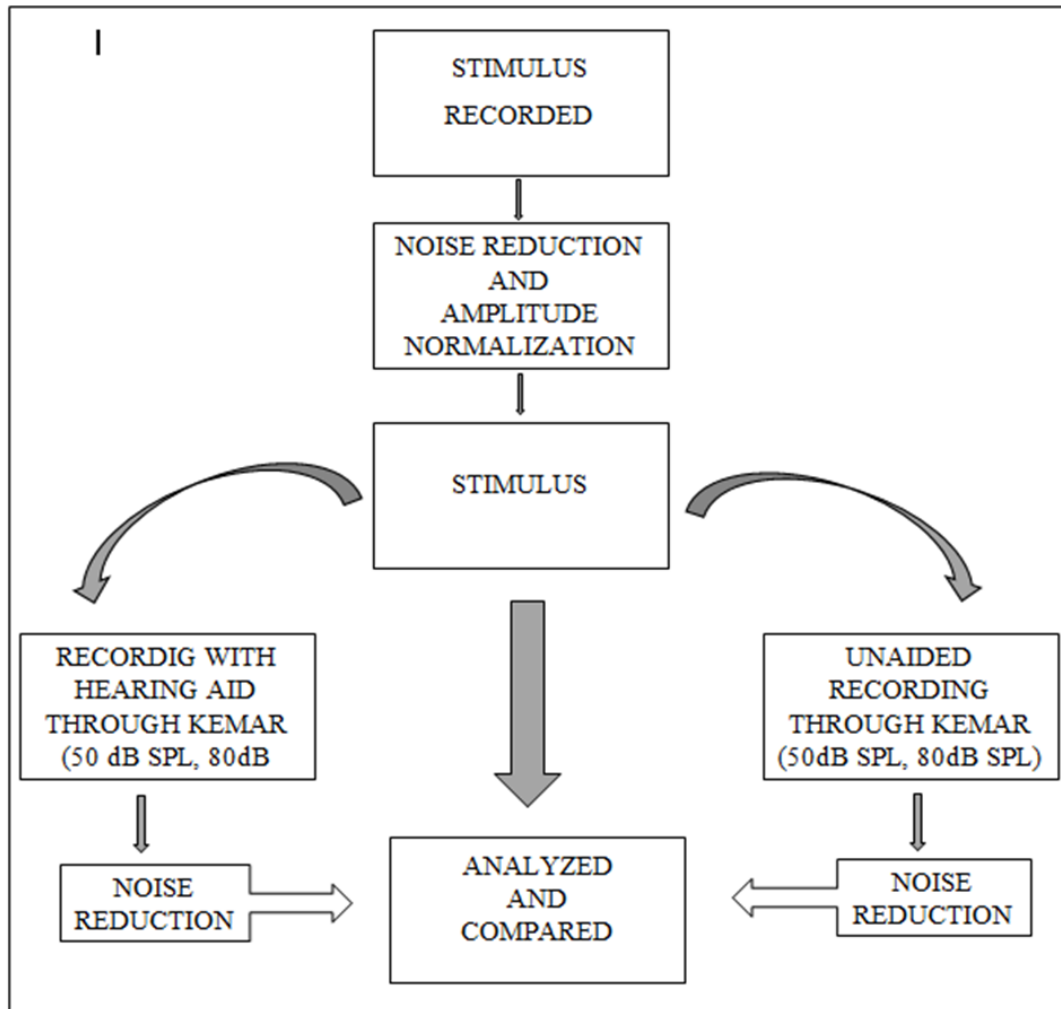 I
STIMULUS
RECORDED
NOISE REDUCTION
AND
AMPLITUDE
NORMALIZATION
STIMULUS
RECORDIG WITH
HEARING AID
THROUGH KEMAR
(50 dB SPL, 80dB
UNAIDED
RECORDING
THROUGH KEMAR
(50dB SPL, 80dB SPL)
NOISE
REDUCTION
ANALYZED
AND
COMPARED
NOISE
REDUCTION